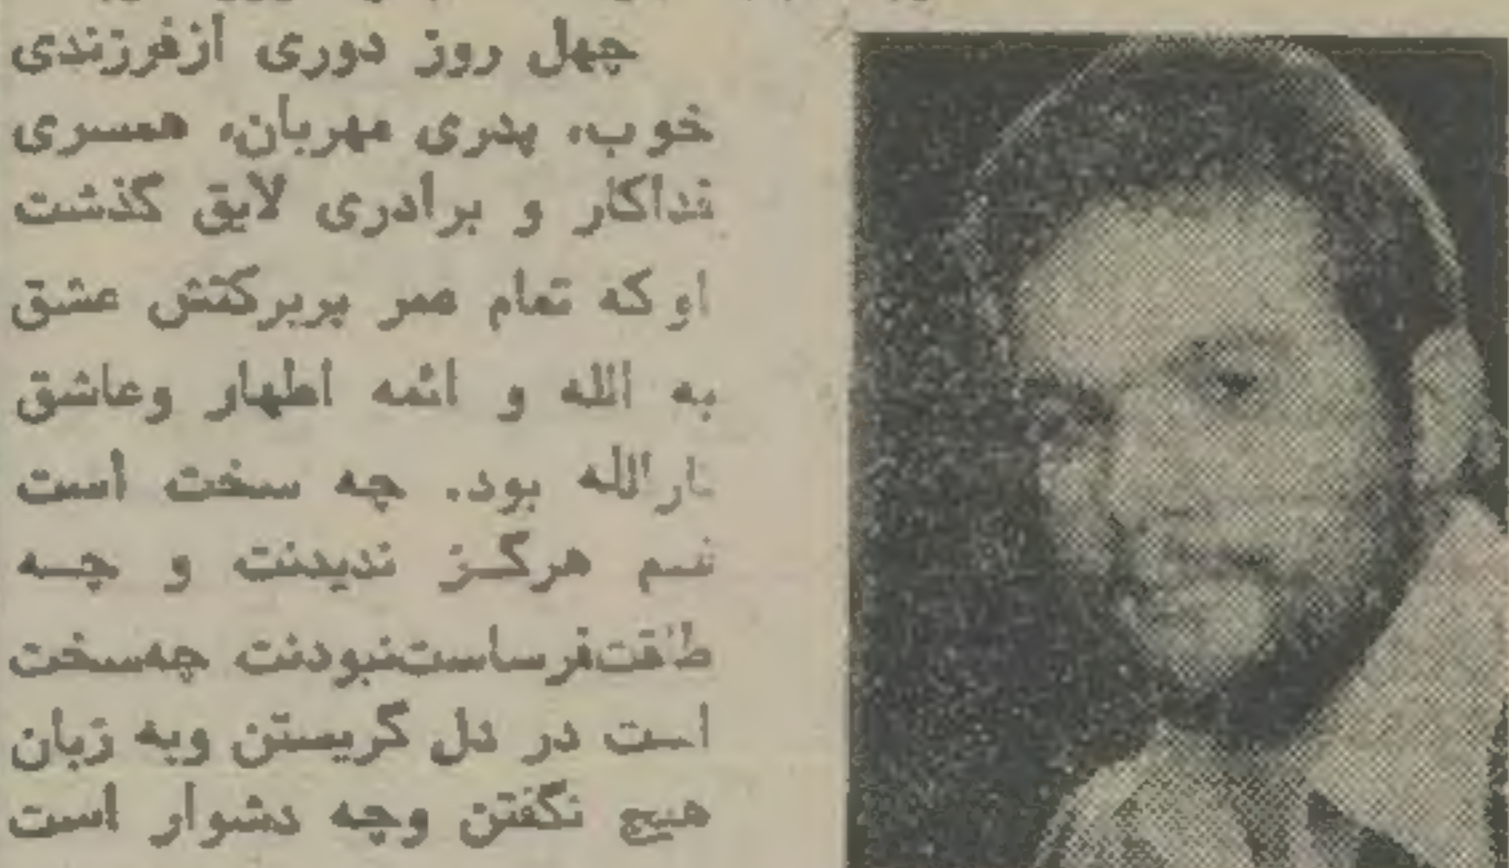 چهل روز دوری ازفرزندی
خوب، پدری مهربان، همسری
فداکار و برادری لایق گذشت
او که تمام عمر پربرکتش عشق
به الله و ائمه اطهار وعاشق
ثارالله بود. چه سخت است
هرگز ندیدنت و چه
طاقت‌فرساست‌نبودنت چه‌سخت
است در دل گریستن وبه زبان
هیچ نگفتن وچه دشوار است